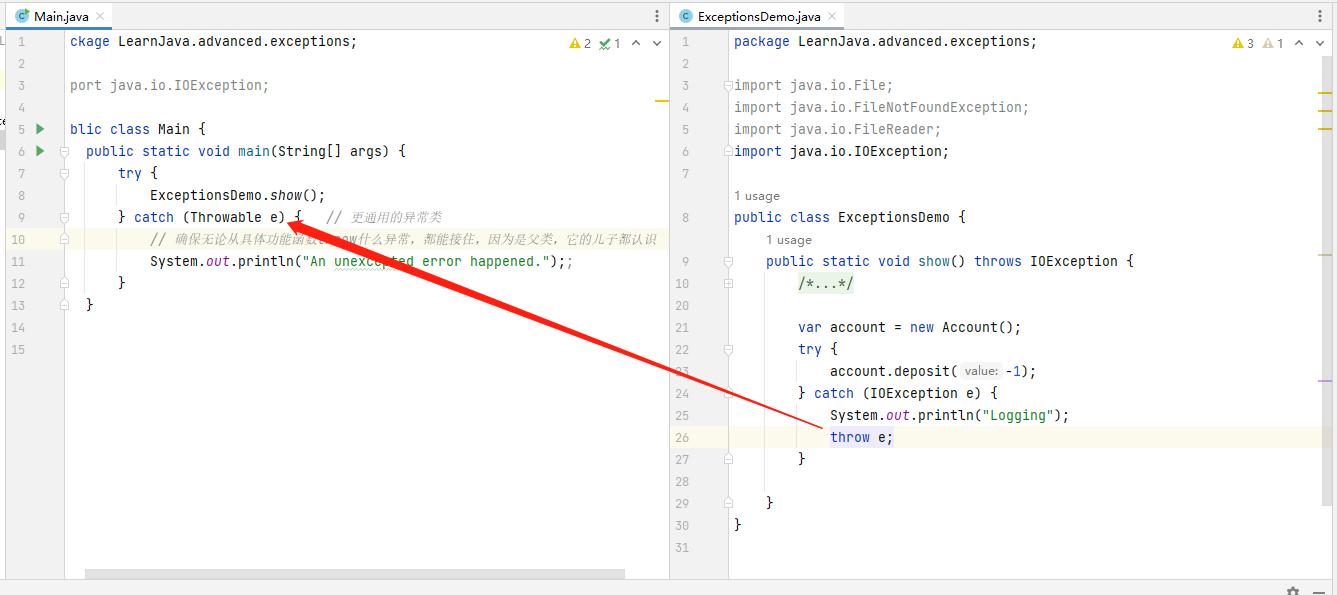 Main.java
ckage LearnJava.advanced.exceptions;
2 1
port java.io.IOException;
blic class Main {
public static void main(String[] args) {
try {
ExceptionsDemo.show();
} catch (Throwable e) { // 更通用的异常类
// 确保无论从具体功能函数throw什么异常，都能接住，因为是父类，它的儿子都认识
System.out.println("An unexcepted error happened.");;
}
}
1
2
3
4
5
6
7
8
9
10
11
12
13
14
15
ExceptionsDemo.java
1 package LearnJava.advanced.exceptions;
3 1
2
3 import java.io.File;
4 import java.io.FileNotFoundException;
5 import java.io.FileReader;
6 import java.io.IOException;
7
1 usage
8 public class ExceptionsDemo {
1 usage
9 public static void show() throws IOException {
10 /*...*/
20
21 var account = new Account();
22 try {
23 account.deposit( value: -1);
24 } catch (IOException e) {
25 System.out.println("Logging");
26 throw e;
27 }
28
29 }
30 }
31